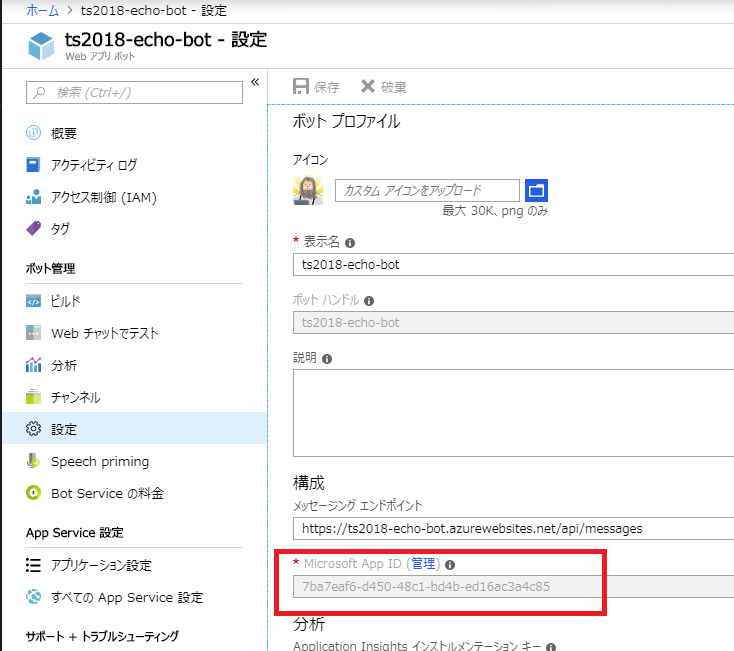 ホーム > ts2018-echo-bot - 設定
ts2018-echo-bot - 設定
Web アプリ ボット
検索 (Ctrl+/)
«
概要
アクティビティ ログ
アクセス制御 (IAM)
タグ
ボット管理
ビルド
Web チャットでテスト
分析
チャンネル
設定
Speech priming
Bot Service の料金
App Service 設定
アプリケーション設定
すべての App Service 設定
サポート + トラブルシューティング
保存
破棄
ボット プロファイル
アイコン
カスタム アイコンをアップロード
最大 30K、png のみ
* 表示名
ts2018-echo-bot
ボット ハンドル
ts2018-echo-bot
説明
構成
メッセージング エンドポイント
https://ts2018-echo-bot.azurewebsites.net/api/messages
* Microsoft App ID (管理)
7ba7eaf6-d450-48c1-bd4b-ed16ac3a4c85
分析
Application Insights インストルメンテーション キー